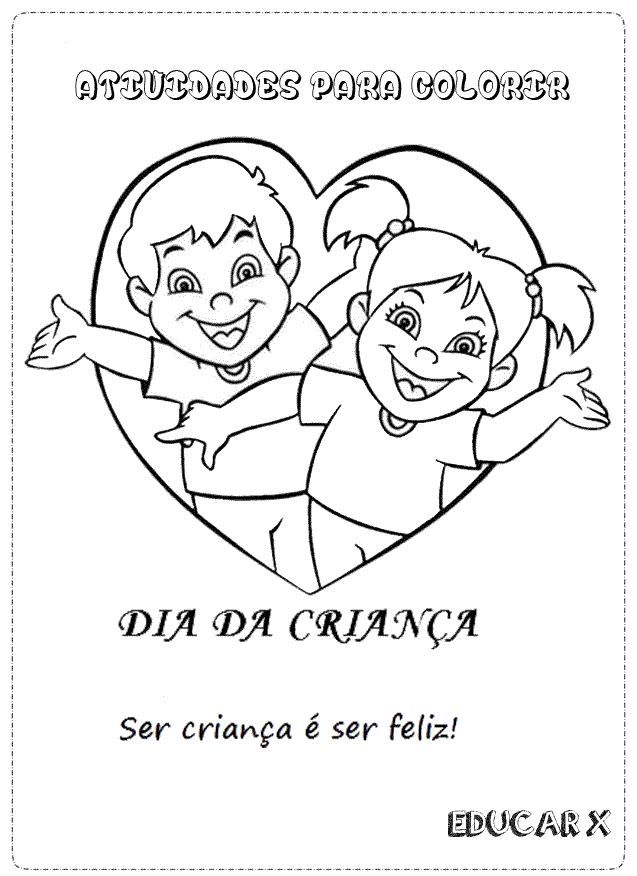 ATIVIDADES PARA COLORIR
DIA DA CRIANÇA
Ser criança é ser feliz!
EDUCAR X